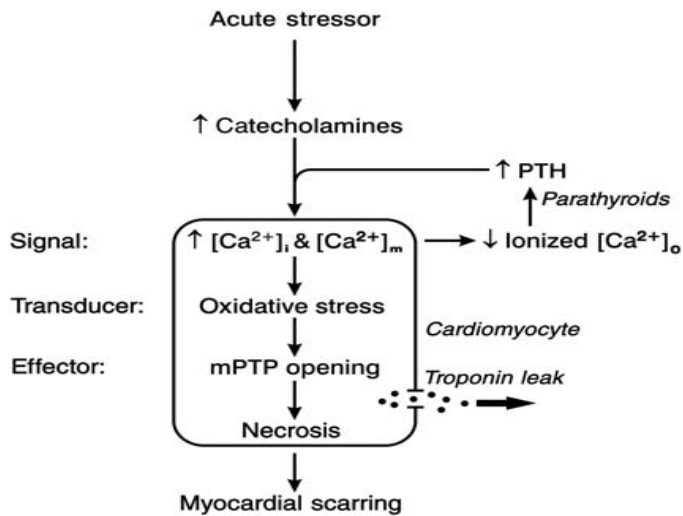 Acute stressor
↑ Catecholamines
↑ PTH
Parathyroids
Signal:
↑ [Ca²⁺]ᵢ & [Ca²⁺]ₘ
↓ Ionized [Ca²⁺]ₒ
Transducer:
Oxidative stress
Cardiomyocyte
Effector:
mPTP opening
Troponin leak
Necrosis
Myocardial scarring